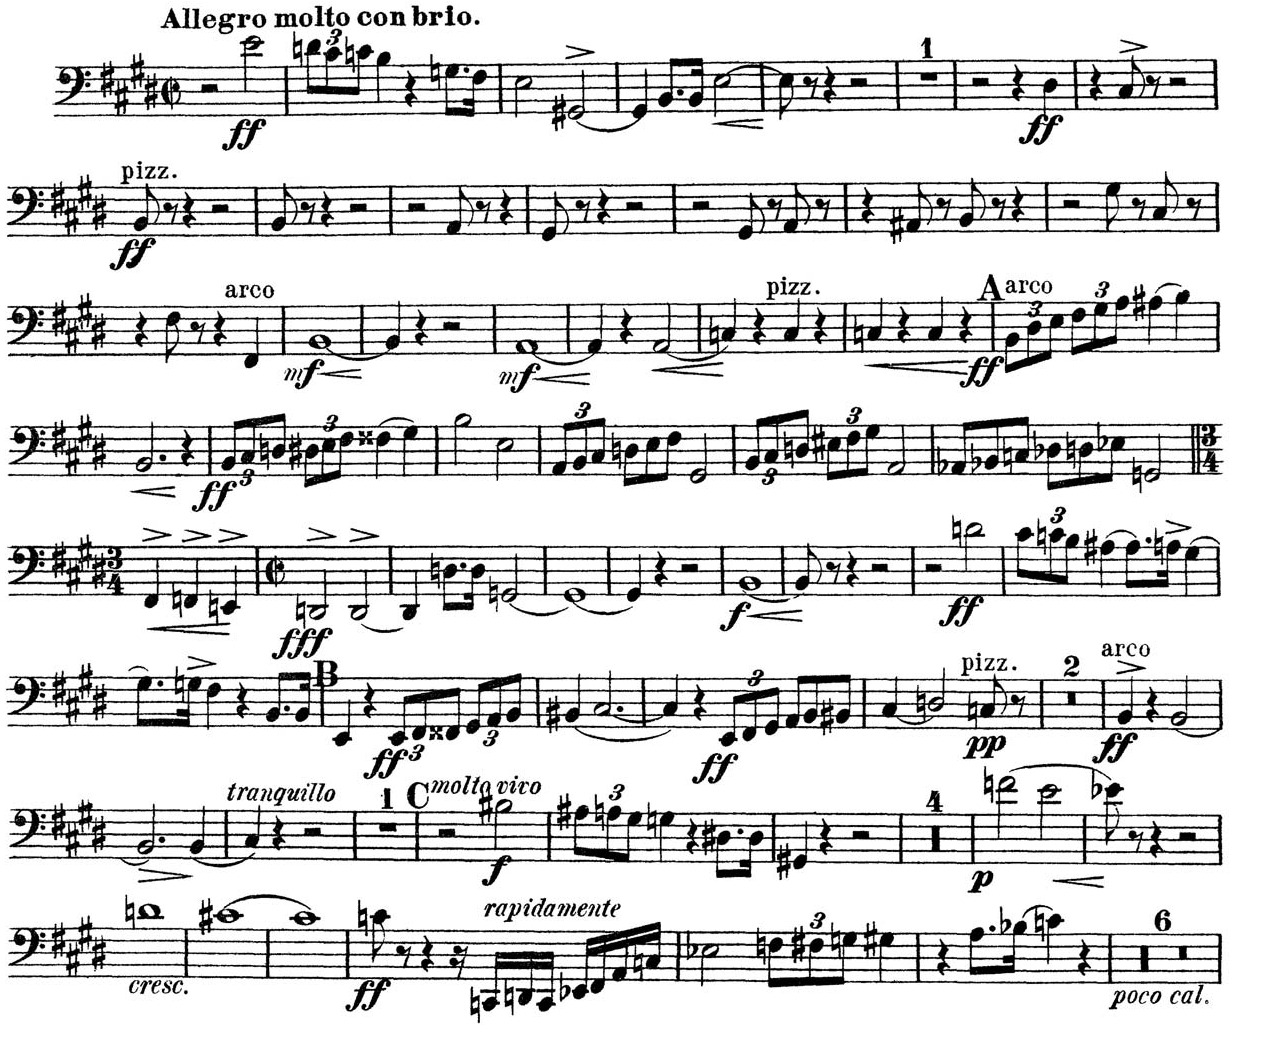 Allegro molto con brio.
3 1
ff ff
pizz.
ff
arco pizz. A arco 3 3
mf mf ff
3 3 3 3
ff 3 3 3/4
3/4 3
fff f ff
B pizz. 2 arco
3 3
ff 3 3 ff pp ff
tranquillo 1 C molto vivo 3 4
f p
rapidamente 3 6
cresc. ff poco cal.